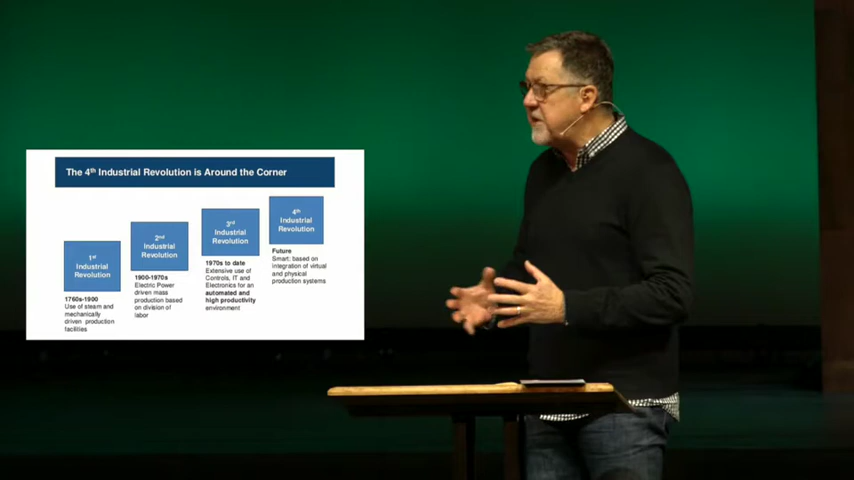 The 4th Industrial Revolution is Around the Corner
1st
Industrial
Revolution
1760s-1900
Use of steam and
mechanically
driven production
facilities
2nd
Industrial
Revolution
1900-1970s
Electric Power
driven mass
production based
on division of
labor
3rd
Industrial
Revolution
1970s to date
Extensive use of
Controls, IT and
Electronics for an
automated and
high productivity
environment
4th
Industrial
Revolution
Future
Smart: based on
integration of virtual
and physical
production systems